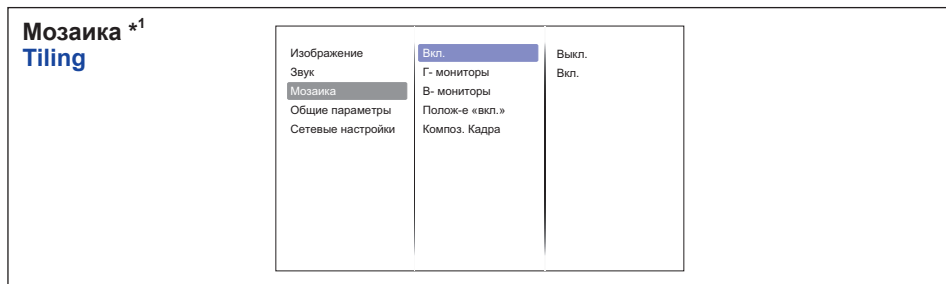 Мозаика *1
Tiling
Изображение
Звук
Мозаика
Общие параметры
Сетевые настройки
Вкл.
Г- мониторы
В- мониторы
Полож-е «вкл.»
Композ. Кадра
Выкл.
Вкл.